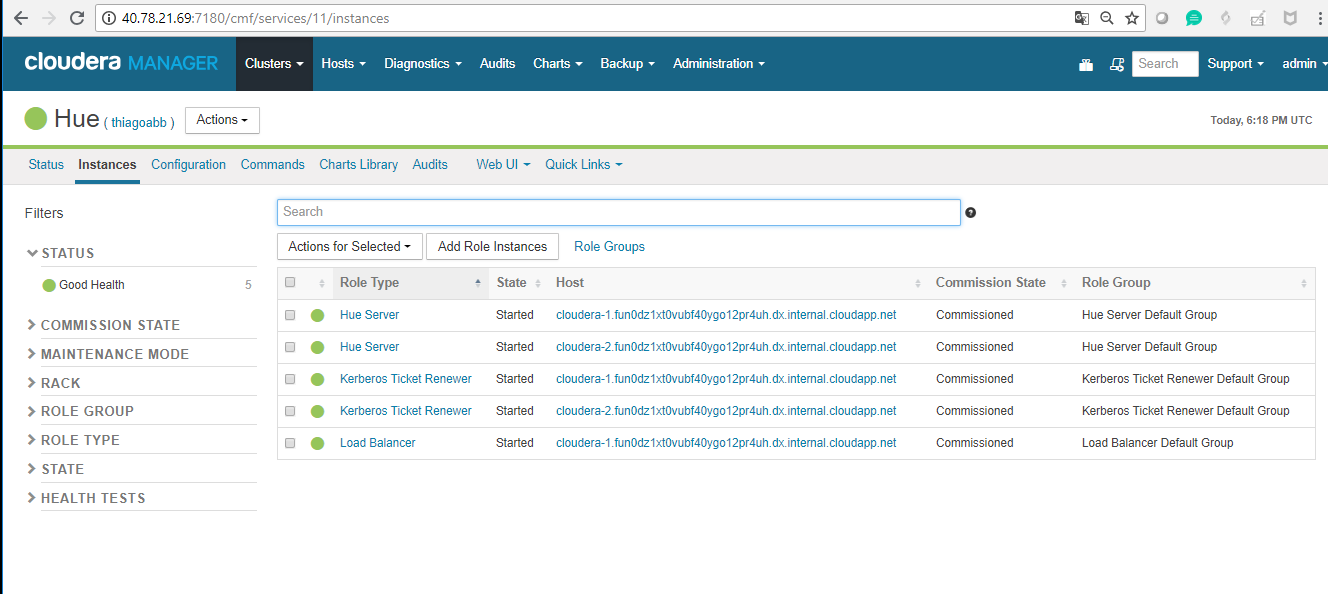 40.78.21.69:7180/cmf/services/11/instances
cloudera MANAGER Clusters Hosts Diagnostics Audits Charts Backup Administration Search Support admin
Hue ( thiagoabb ) Actions Today, 6:18 PM UTC
Status Instances Configuration Commands Charts Library Audits Web UI Quick Links
Filters
Search
STATUS
Good Health 5
COMMISSION STATE
MAINTENANCE MODE
RACK
ROLE GROUP
ROLE TYPE
STATE
HEALTH TESTS
Actions for Selected Add Role Instances Role Groups
Role Type State Host Commission State Role Group
Hue Server Started cloudera-1.fun0dz1xt0vubf40ygo12pr4uh.dx.internal.cloudapp.net Commissioned Hue Server Default Group
Hue Server Started cloudera-2.fun0dz1xt0vubf40ygo12pr4uh.dx.internal.cloudapp.net Commissioned Hue Server Default Group
Kerberos Ticket Renewer Started cloudera-1.fun0dz1xt0vubf40ygo12pr4uh.dx.internal.cloudapp.net Commissioned Kerberos Ticket Renewer Default Group
Kerberos Ticket Renewer Started cloudera-2.fun0dz1xt0vubf40ygo12pr4uh.dx.internal.cloudapp.net Commissioned Kerberos Ticket Renewer Default Group
Load Balancer Started cloudera-1.fun0dz1xt0vubf40ygo12pr4uh.dx.internal.cloudapp.net Commissioned Load Balancer Default Group